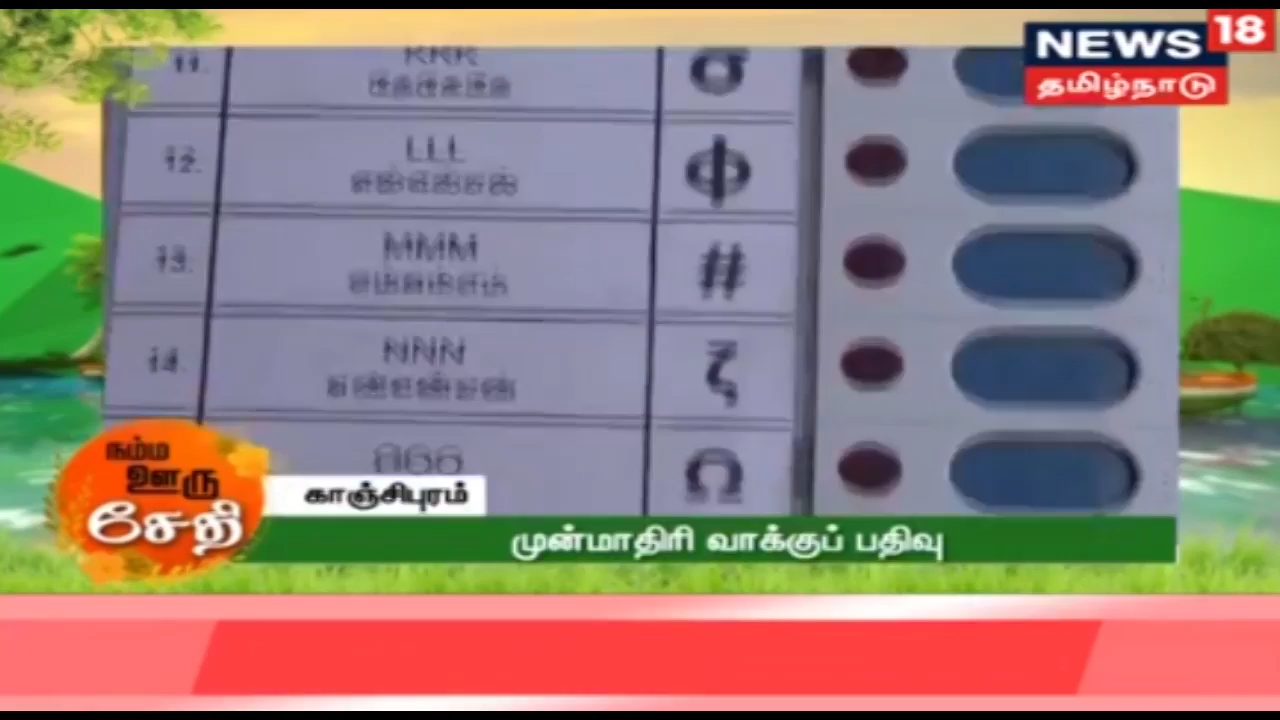 NEWS 18
தமிழ்நாடு
11. KKK
12. LLL
13. MMM
#
14. NNN
நம்ம
ஊரு
சேதி
காஞ்சிபுரம்
முன்மாதிரி வாக்குப் பதிவு